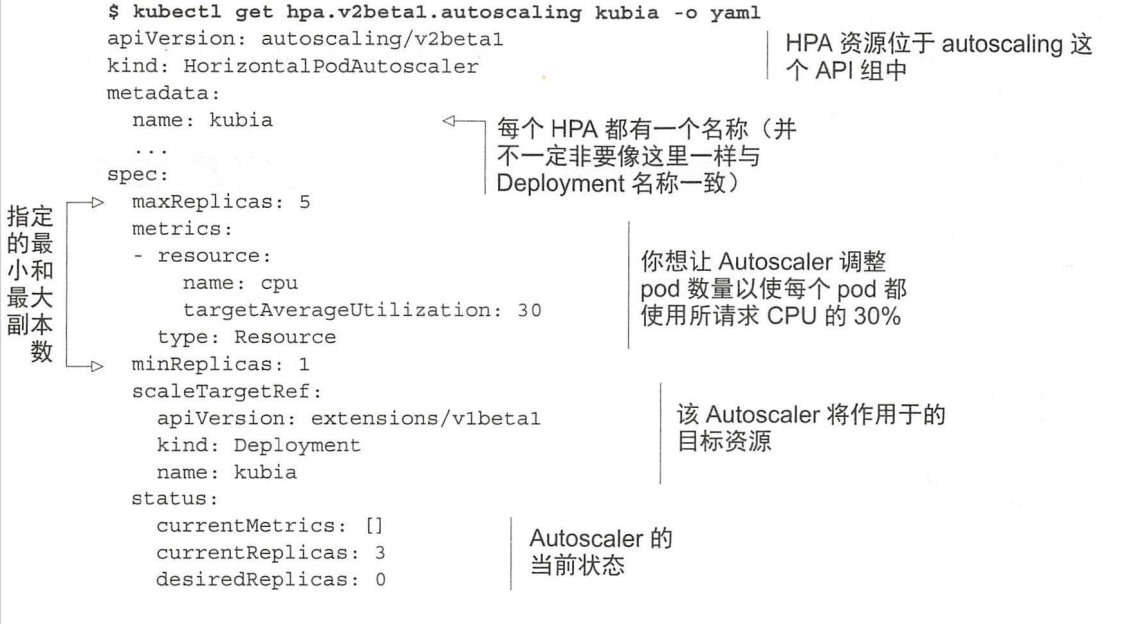 $ kubectl get hpa.v2beta1.autoscaling kubia -o yaml
apiVersion: autoscaling/v2beta1
kind: HorizontalPodAutoscaler
metadata:
  name: kubia
  ...
spec:
  maxReplicas: 5
  metrics:
  - resource:
      name: cpu
      targetAverageUtilization: 30
    type: Resource
  minReplicas: 1
  scaleTargetRef:
    apiVersion: extensions/v1beta1
    kind: Deployment
    name: kubia
  status:
    currentMetrics: []
    currentReplicas: 3
    desiredReplicas: 0
HPA 资源位于 autoscaling 这
个 API 组中
每个 HPA 都有一个名称（并
不一定非要像这里一样与
Deployment 名称一致）
指定
的最
小和
最大
副本
数
你想让 Autoscaler 调整
pod 数量以使每个 pod 都
使用所请求 CPU 的 30%
该 Autoscaler 将作用于的
目标资源
Autoscaler 的
当前状态